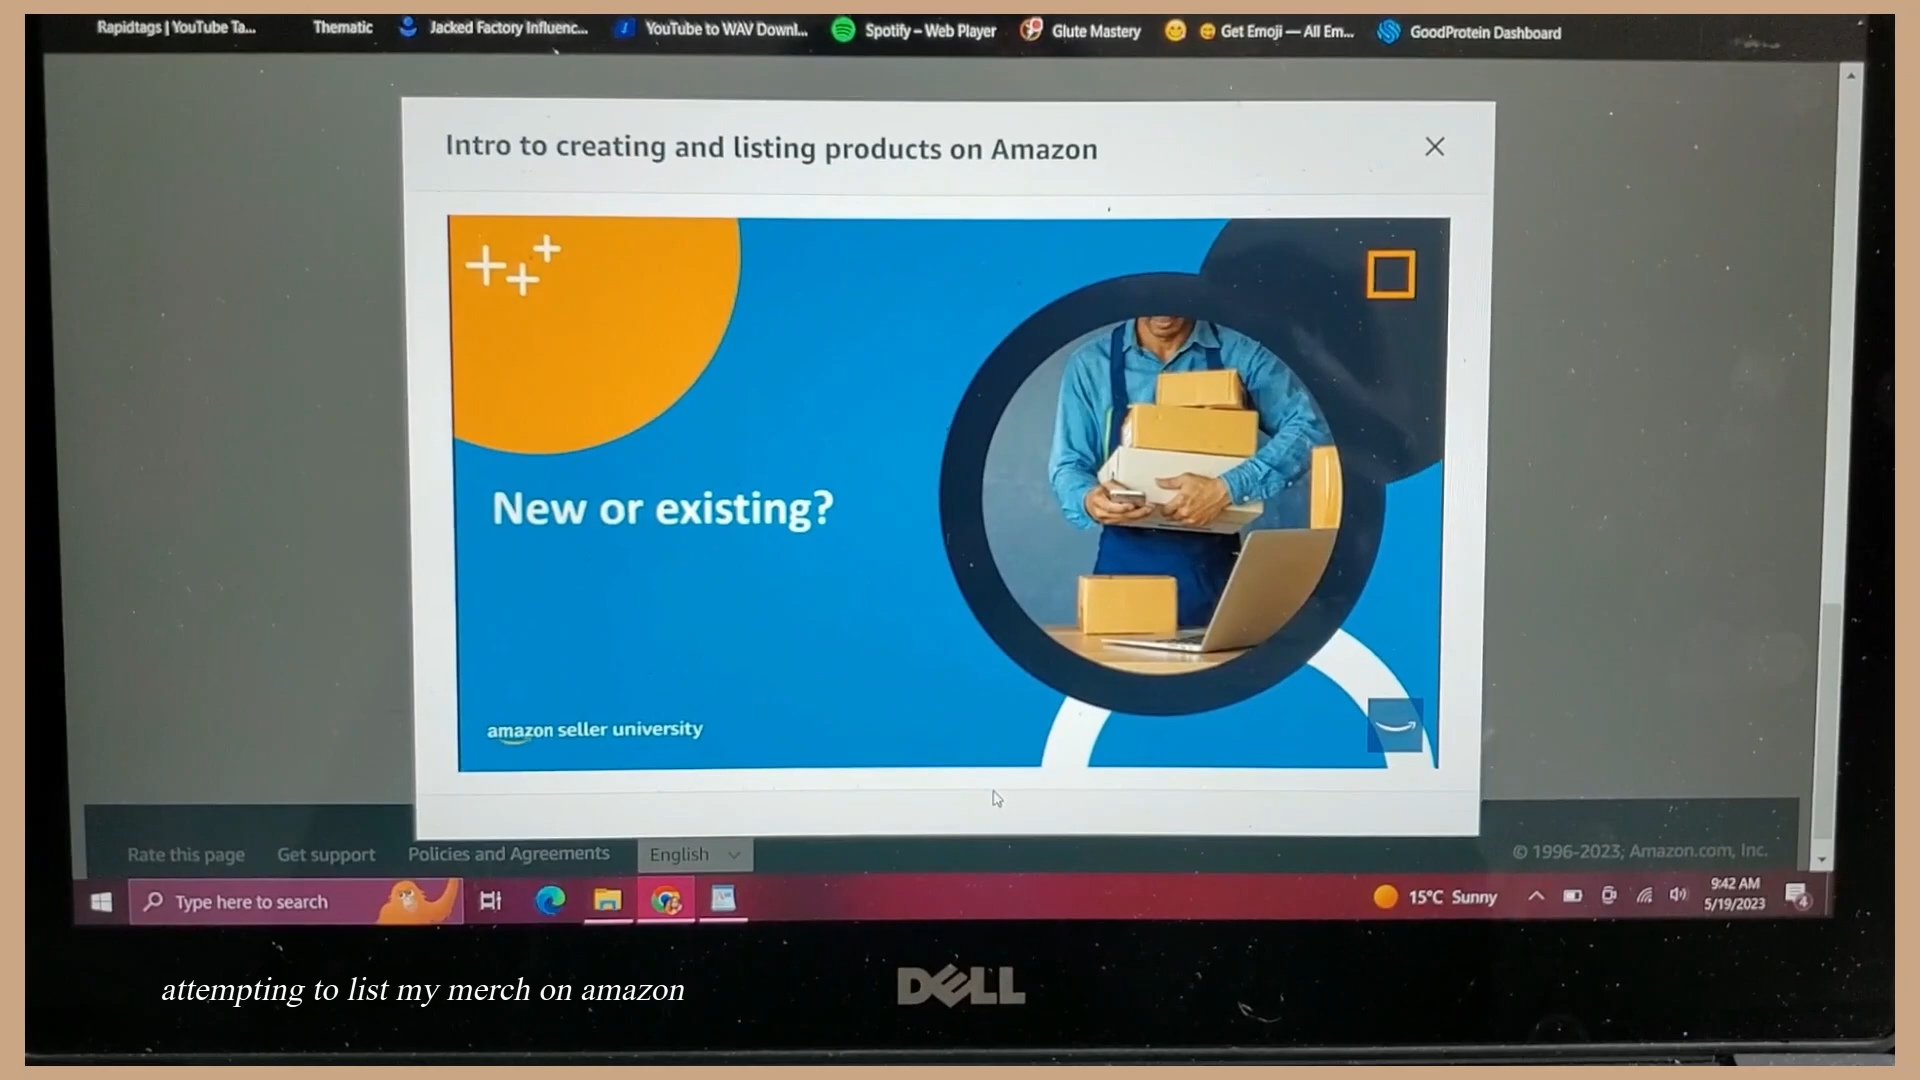 Rapidtags | YouTube Ta...
Thematic
Jacked Factory Influenc...
YouTube to WAV Downl...
Spotify – Web Player
Glute Mastery
Get Emoji — All Em...
GoodProtein Dashboard
Intro to creating and listing products on Amazon
New or existing?
amazon seller university
Rate this page
Get support
Policies and Agreements
English
© 1996-2023, Amazon.com, Inc.
Type here to search
15°C Sunny
9:42 AM
5/19/2023
4
attempting to list my merch on amazon
DELL